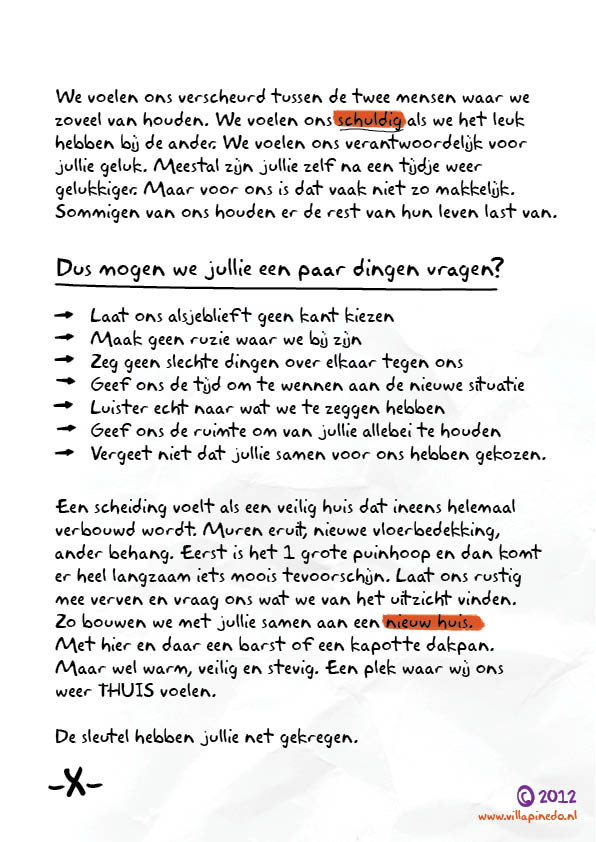 We voelen ons verscheurd tussen de twee mensen waar we
zoveel van houden. We voelen ons schuldig als we het leuk
hebben bij de ander. We voelen ons verantwoordelijk voor
jullie geluk. Meestal zijn jullie zelf na een tijdje weer
gelukkiger. Maar voor ons is dat vaak niet zo makkelijk.
Sommigen van ons houden er de rest van hun leven last van.
Dus mogen we jullie een paar dingen vragen?
→ Laat ons alsjeblieft geen kant kiezen
→ Maak geen ruzie waar we bij zijn
→ Zeg geen slechte dingen over elkaar tegen ons
→ Geef ons de tijd om te wennen aan de nieuwe situatie
→ Luister echt naar wat we te zeggen hebben
→ Geef ons de ruimte om van jullie allebei te houden
→ Vergeet niet dat jullie samen voor ons hebben gekozen.
Een scheiding voelt als een veilig huis dat ineens helemaal
verbouwd wordt. Muren eruit, nieuwe vloerbedekking,
ander behang. Eerst is het 1 grote puinhoop en dan komt
er heel langzaam iets moois tevoorschijn. Laat ons rustig
mee verven en vraag ons wat we van het uitzicht vinden.
Zo bouwen we met jullie samen aan een nieuw huis.
Met hier en daar een barst of een kapotte dakpan.
Maar wel warm, veilig en stevig. Een plek waar wij ons
weer THUIS voelen.
De sleutel hebben jullie net gekregen.
-X-
© 2012
www.villapinedo.nl